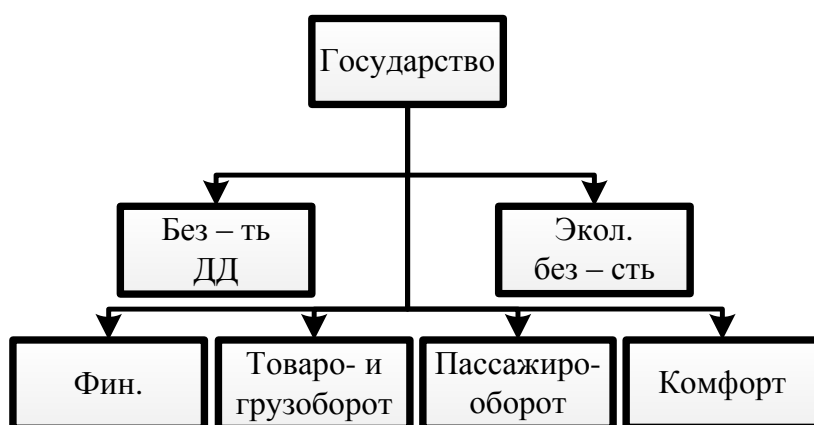 Государство
Без – ть
ДД
Экол.
без – сть
Фин.
Товаро- и
грузоборот
Пассажиро-
оборот
Комфорт